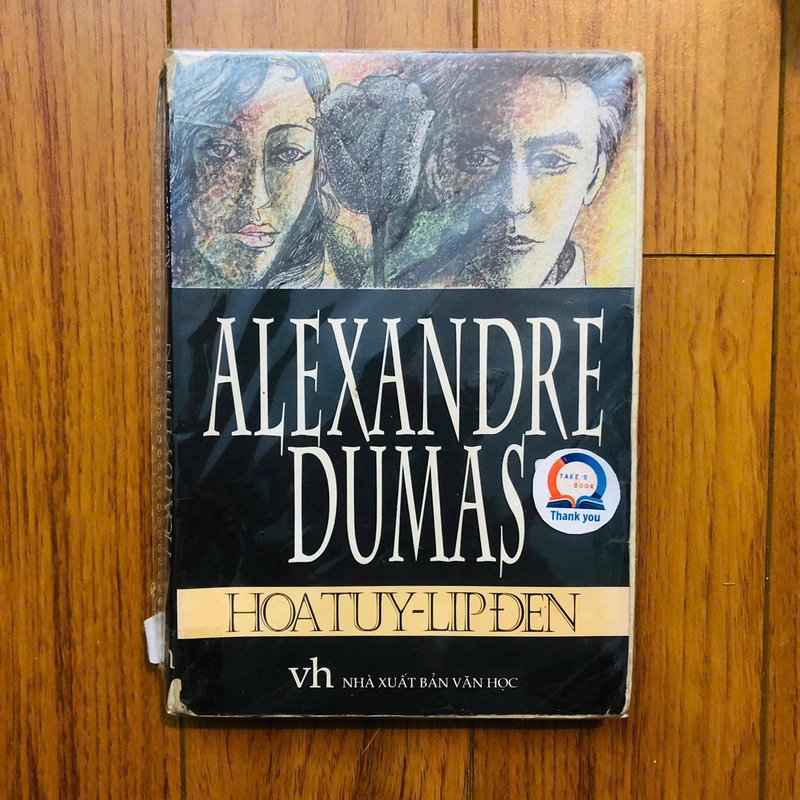 ALEXANDRE
DUMAS
TAKE'S
BOOK
Thank you
HOA TUY-LIP ĐEN
vh NHÀ XUẤT BẢN VĂN HỌC